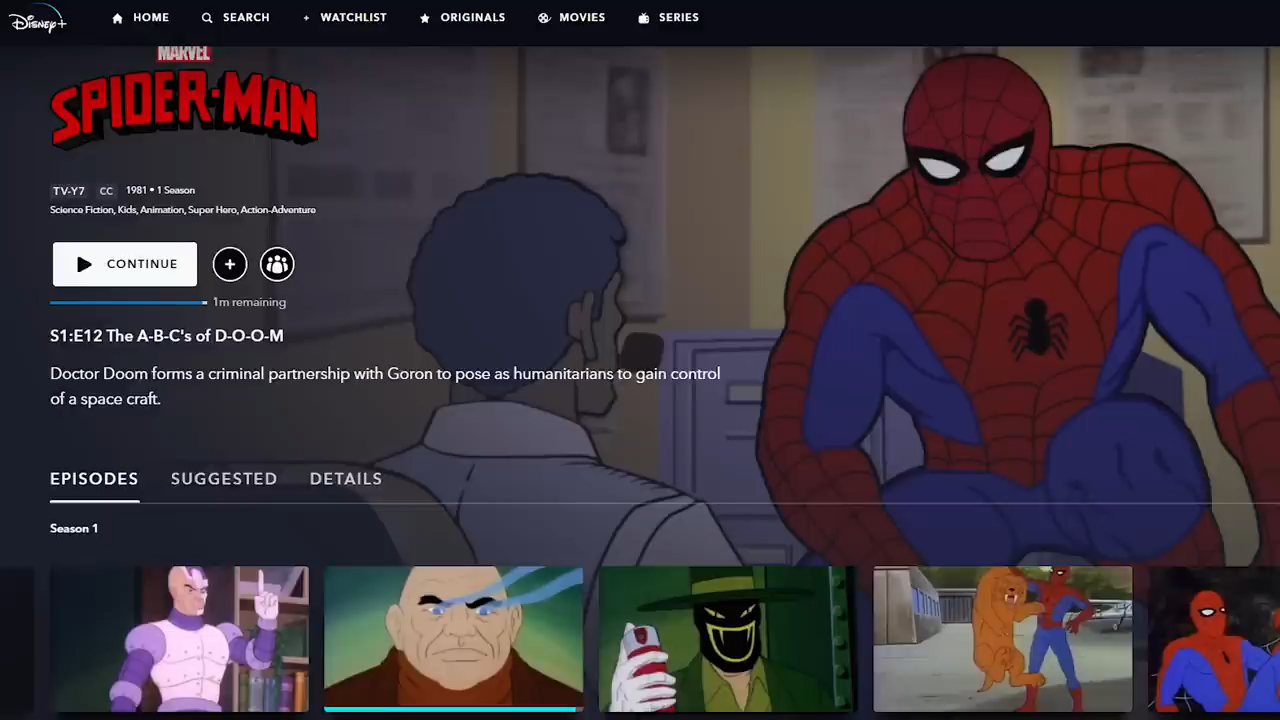 Disney+
HOME
SEARCH
WATCHLIST
ORIGINALS
MOVIES
SERIES
MARVEL
SPIDER-MAN
TV-Y7 CC 1981 • 1 Season
Science Fiction, Kids, Animation, Super Hero, Action-Adventure
CONTINUE
1m remaining
S1:E12 The A-B-C's of D-O-O-M
Doctor Doom forms a criminal partnership with Goron to pose as humanitarians to gain control
of a space craft.
EPISODES
SUGGESTED
DETAILS
Season 1